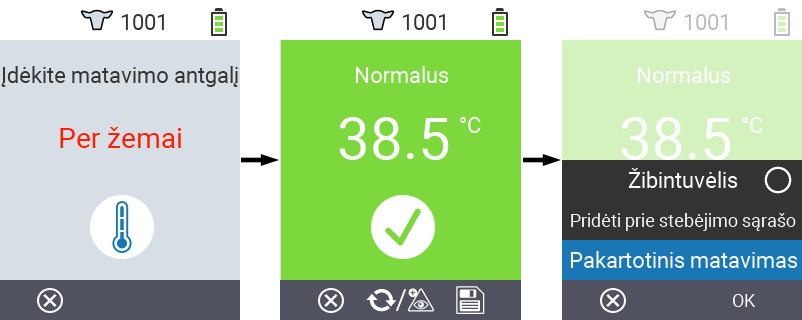 1001
Įdėkite matavimo antgalį
Per žemai
1001
Normalus
38.5 °C
1001
Normalus
38.5 °C
Žibintuvėlis
Pridėti prie stebėjimo sąrašo
Pakartotinis matavimas
OK